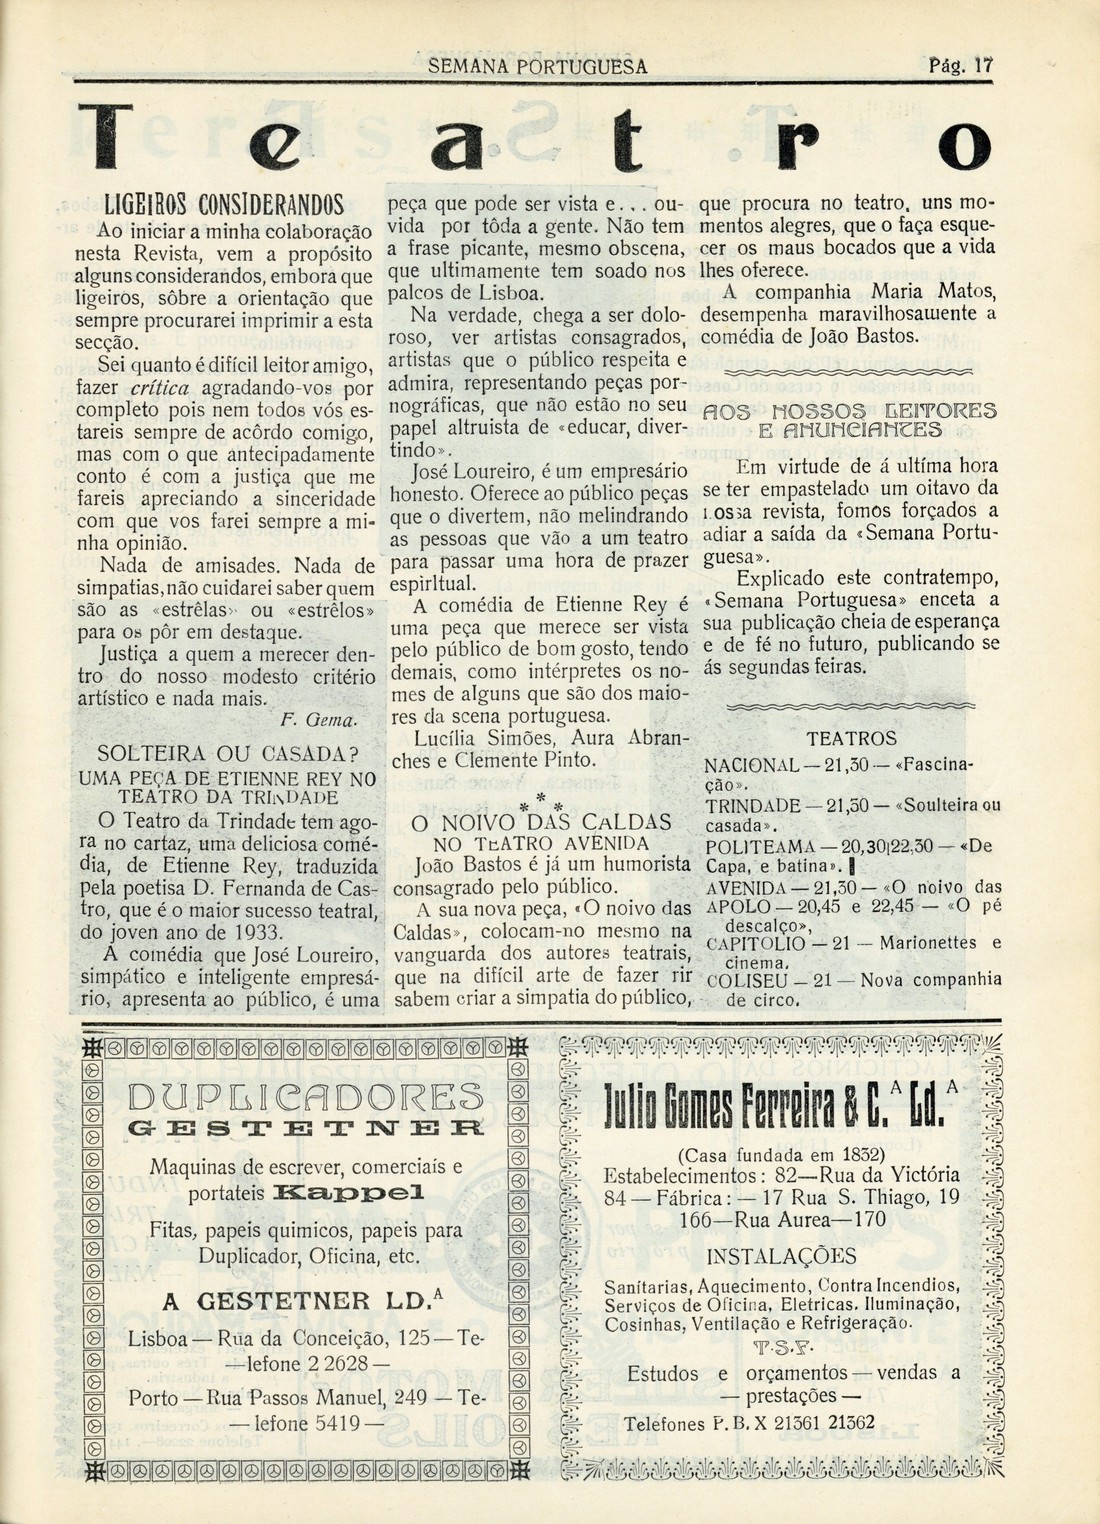 SEMANA PORTUGUESA
Pág. 17
Teatro
LIGEIROS CONSIDERANDOS
Ao iniciar a minha colaboração
nesta Revista, vem a propósito
alguns considerandos, embora que
ligeiros, sôbre a orientação que
sempre procurarei imprimir a esta
secção.
Sei quanto é difícil leitor amigo,
fazer crítica agradando-vos por
completo pois nem todos vós es-
tareis sempre de acôrdo comigo,
mas com o que antecipadamente
conto é com a justiça que me
fareis apreciando a sinceridade
com que vos farei sempre a mi-
nha opinião.
Nada de amisades. Nada de
simpatias, não cuidarei saber quem
são as «estrêlas» ou «estrêlos»
para os pôr em destaque.
Justiça a quem a merecer den-
tro do nosso modesto critério
artístico e nada mais.
F. Gema.
SOLTEIRA OU CASADA?
UMA PEÇA DE ETIENNE REY NO
TEATRO DA TRINDADE
O Teatro da Trindade tem ago-
ra no cartaz, uma deliciosa comé-
dia, de Etienne Rey, traduzida
pela poetisa D. Fernanda de Cas-
tro, que é o maior sucesso teatral,
do joven ano de 1933.
A comédia que José Loureiro,
simpático e inteligente empresá-
rio, apresenta ao público, é uma
peça que pode ser vista e... ou-
vida por tôda a gente. Não tem
a frase picante, mesmo obscena,
que ultimamente tem soado nos
palcos de Lisboa.
Na verdade, chega a ser dolo-
roso, ver artistas consagrados,
artistas que o público respeita e
admira, representando peças por-
nográficas, que não estão no seu
papel altruista de «educar, diver-
tindo».
José Loureiro, é um empresário
honesto. Oferece ao público peças
que o divertem, não melindrando
as pessoas que vão a um teatro
para passar uma hora de prazer
espirltual.
A comédia de Etienne Rey é
uma peça que merece ser vista
pelo público de bom gosto, tendo
demais, como intérpretes os no-
mes de alguns que são dos maio-
res da scena portuguesa.
Lucília Simões, Aura Abran-
ches e Clemente Pinto.
* * *
O NOIVO DAS CALDAS
NO TEATRO AVENIDA
João Bastos é já um humorista
consagrado pelo público.
A sua nova peça, «O noivo das
Caldas», colocam-no mesmo na
vanguarda dos autores teatrais,
que na difícil arte de fazer rir
sabem criar a simpatia do público,
que procura no teatro, uns mo-
mentos alegres, que o faça esque-
cer os maus bocados que a vida
lhes oferece.
A companhia Maria Matos,
desempenha maravilhosamente a
comédia de João Bastos.
AOS NOSSOS LEITORES
E ANUNCIANTES
Em virtude de á ultíma hora
se ter empastelado um oitavo da
nossa revista, fomos forçados a
adiar a saída da «Semana Portu-
guesa».
Explicado este contratempo,
«Semana Portuguesa» enceta a
sua publicação cheia de esperança
e de fé no futuro, publicando se
ás segundas feiras.
TEATROS
NACIONAL — 21,30 — «Fascina-
ção».
TRINDADE — 21,30 — «Soulteira ou
casada».
POLITEAMA — 20,30|22,30 — «De
Capa, e batina».
AVENIDA — 21,30 — «O noivo das
APOLO — 20,45 e 22,45 — «O pé
descalço»,
CAPITOLIO — 21 — Marionettes e
cinema.
COLISEU — 21 — Nova companhia
de circo.
DUPLICADORES
GESTETNER
Maquinas de escrever, comerciais e
portateis Kappel
Fitas, papeis quimicos, papeis para
Duplicador, Oficina, etc.
A GESTETNER LD.A
Lisboa — Rua da Conceição, 125 — Te-
— lefone 2 2628 —
Porto — Rua Passos Manuel, 249 — Te-
— lefone 5419 —
Julio Gomes Ferreira & C.A Ld.A
(Casa fundada em 1832)
Estabelecimentos: 82—Rua da Victória
84 — Fábrica: — 17 Rua S. Thiago, 19
166—Rua Aurea—170
INSTALAÇÕES
Sanitarias, Aquecimento, Contra Incendios,
Serviços de Oficina, Eletricas. Iluminação,
Cosinhas, Ventilação e Refrigeração.
T.S.F.
Estudos e orçamentos — vendas a
— prestações —
Telefones P. B. X 21361 21362